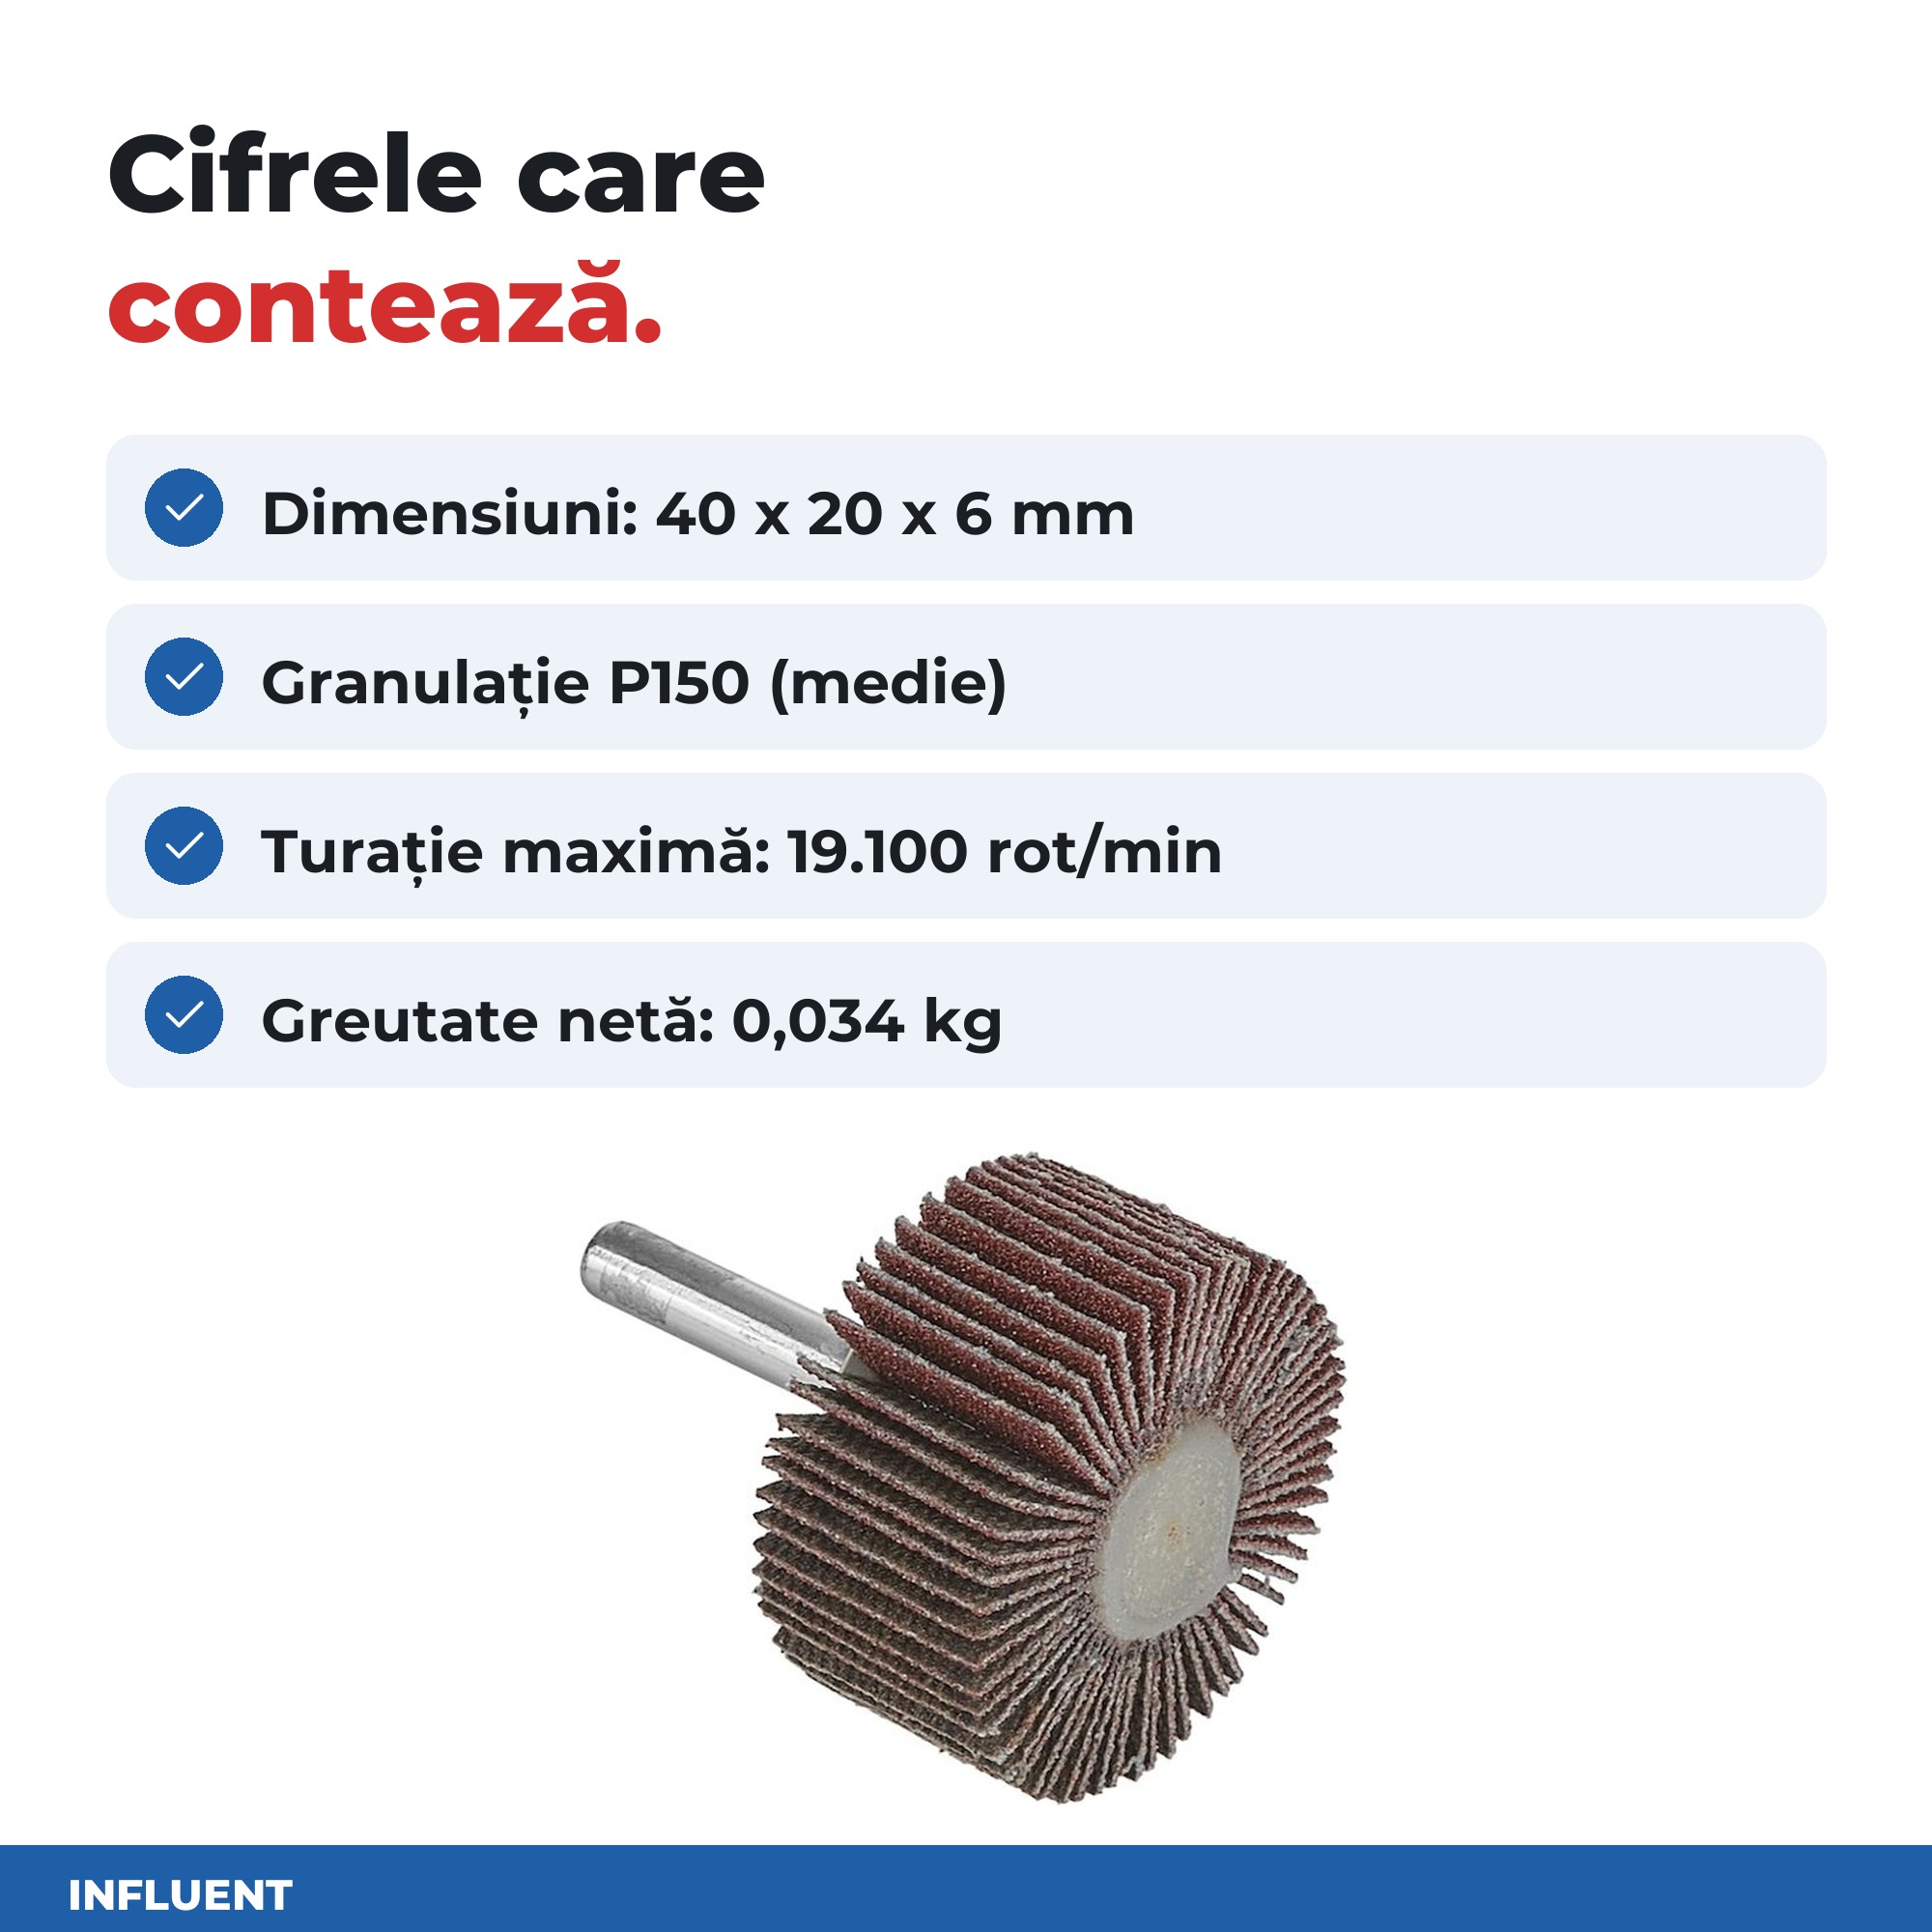 Cifrele care
contează.
Dimensiuni: 40 x 20 x 6 mm
Granulație P150 (medie)
Turație maximă: 19.100 rot/min
Greutate netă: 0,034 kg
INFLUENT